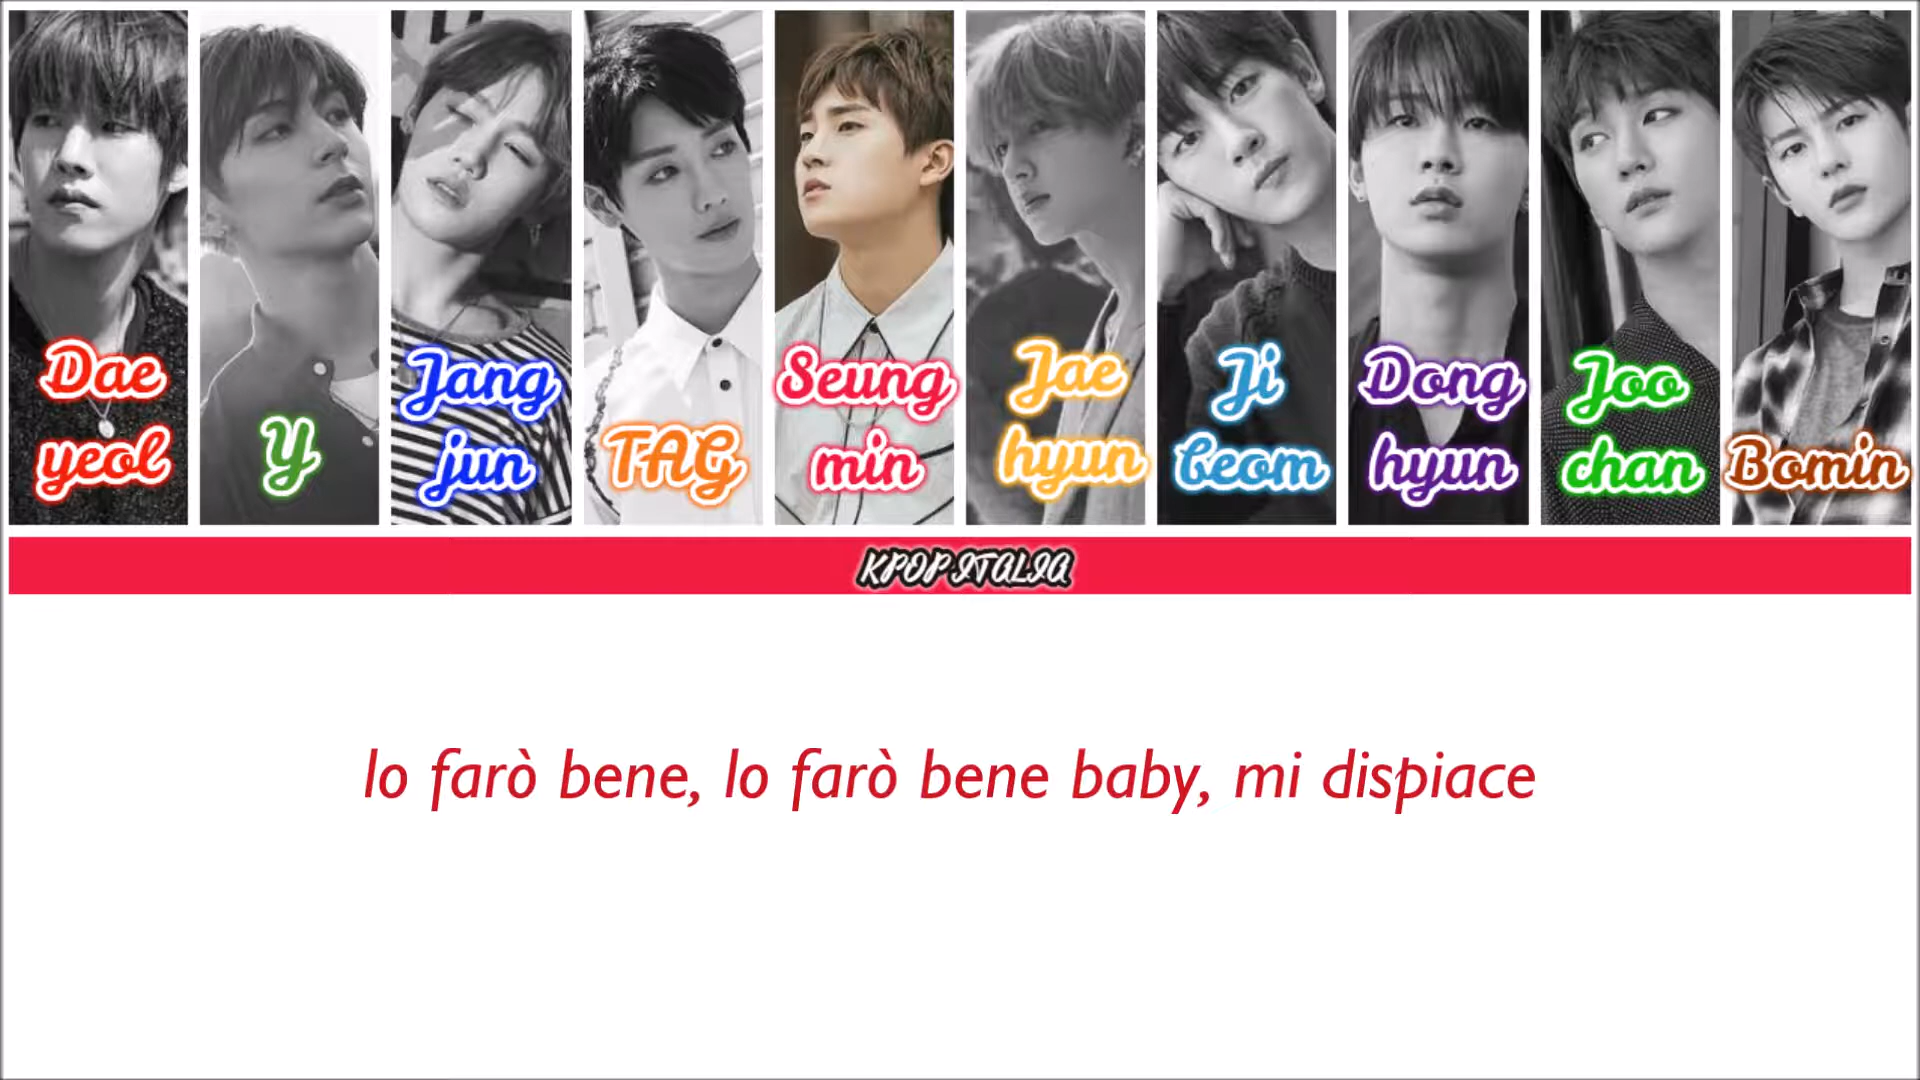 Dae
yeol
Y
Jang
jun
TAG
Seung
min
Jae
hyun
Ji
beom
Dong
hyun
Joo
chan
Bomin
KPOP ITALIA
lo farò bene, lo farò bene baby, mi dispiace